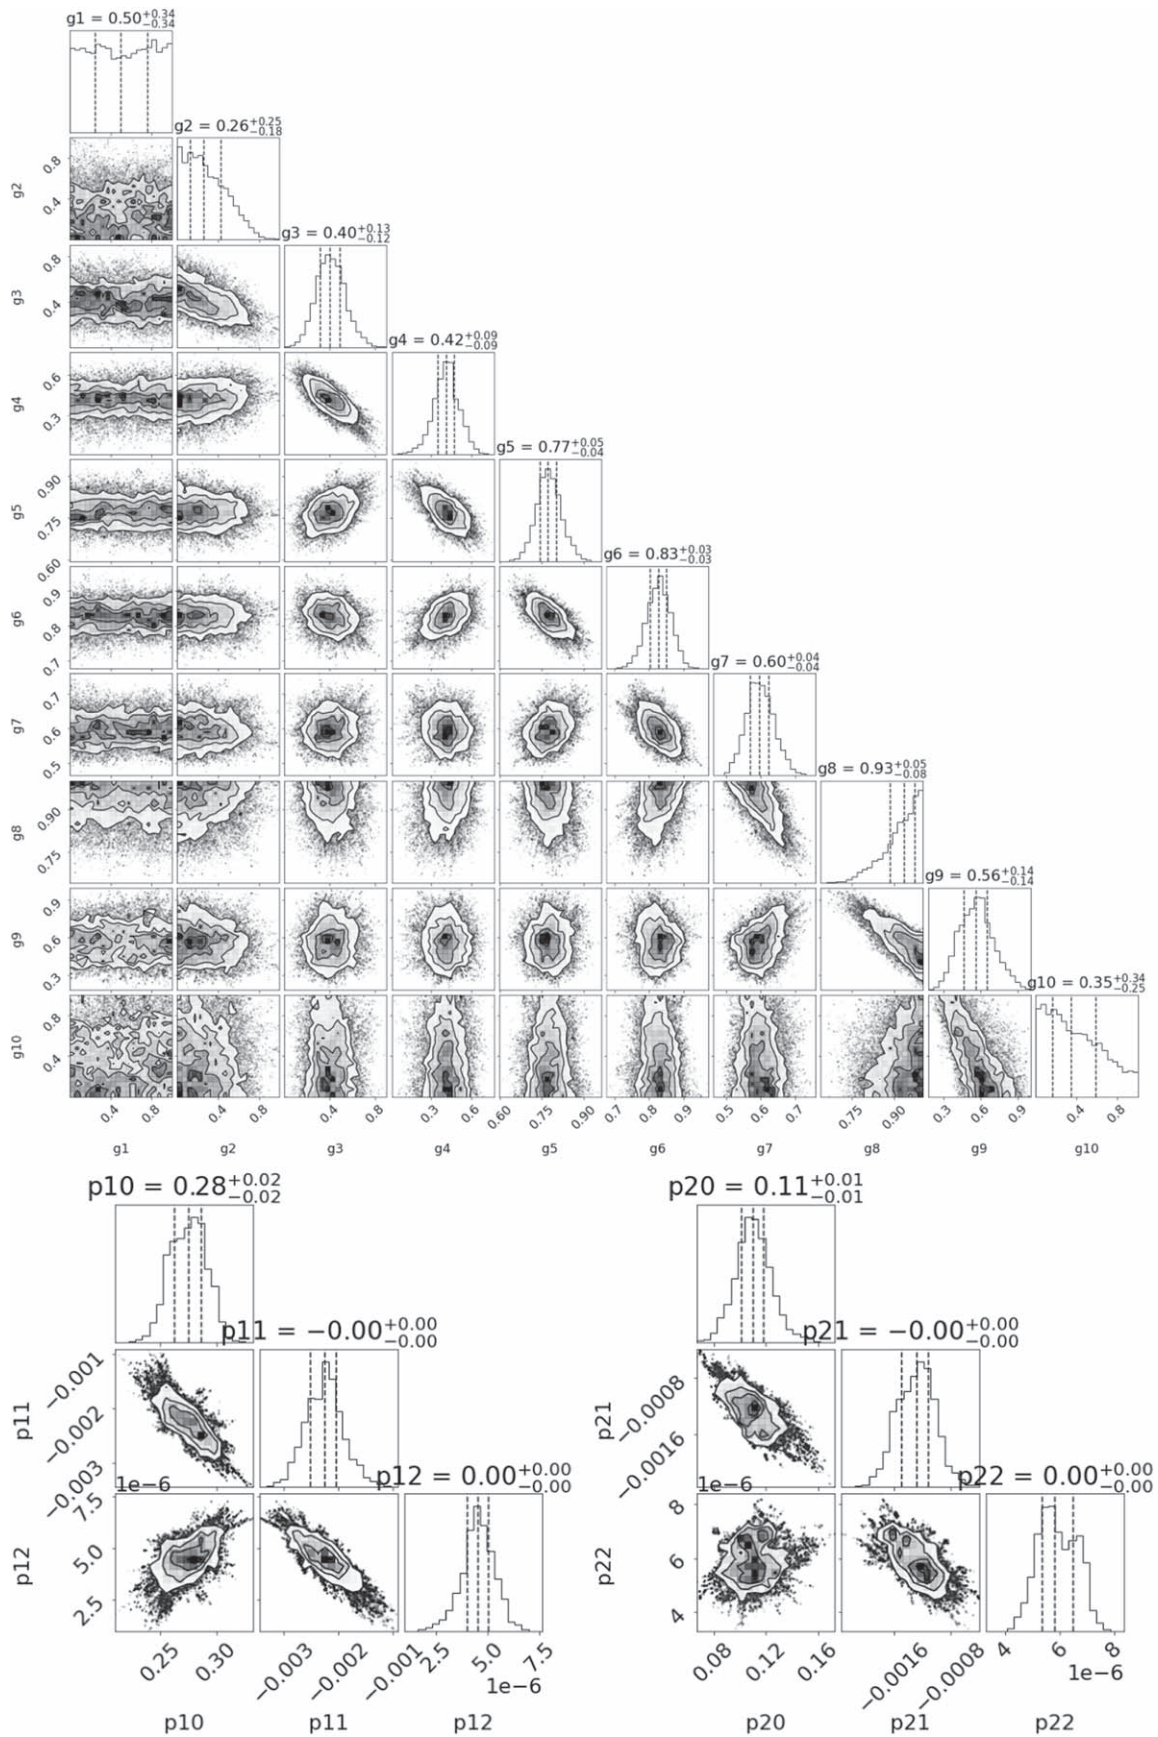 g1 = 0.50+0.34−0.34
g2 = 0.26+0.25−0.18
0.8
0.4
g2
g3 = 0.40+0.13−0.12
0.8
0.4
g3
g4 = 0.42+0.09−0.09
0.6
0.3
g4
g5 = 0.77+0.05−0.04
0.90
0.75
0.60
g5
g6 = 0.83+0.03−0.03
0.9
0.8
0.7
g6
g7 = 0.60+0.04−0.04
0.7
0.6
0.5
g7
g8 = 0.93+0.05−0.08
0.90
0.75
g8
g9 = 0.56+0.14−0.14
0.9
0.6
0.3
g9
g10 = 0.35+0.34−0.25
0.8
0.4
g10
0.4 0.8 0.4 0.8 0.4 0.8 0.3 0.6 0.60 0.75 0.90 0.7 0.8 0.9 0.5 0.6 0.7 0.75 0.90 0.3 0.6 0.9 0.4 0.8
g1 g2 g3 g4 g5 g6 g7 g8 g9 g10
p10 = 0.28+0.02−0.02
p11 = −0.00+0.00−0.00
−0.001
−0.002
−0.003
p11
1e−6
p12 = 0.00+0.00−0.00
7.5
5.0
2.5
p12
0.25 0.30 −0.003 −0.002 −0.001 2.5 5.0 7.5
1e−6
p10 p11 p12
p20 = 0.11+0.01−0.01
p21 = −0.00+0.00−0.00
−0.0008
−0.0016
p21
1e−6
p22 = 0.00+0.00−0.00
8
6
4
p22
0.08 0.12 0.16 −0.0016 −0.0008 4 6 8
1e−6
p20 p21 p22